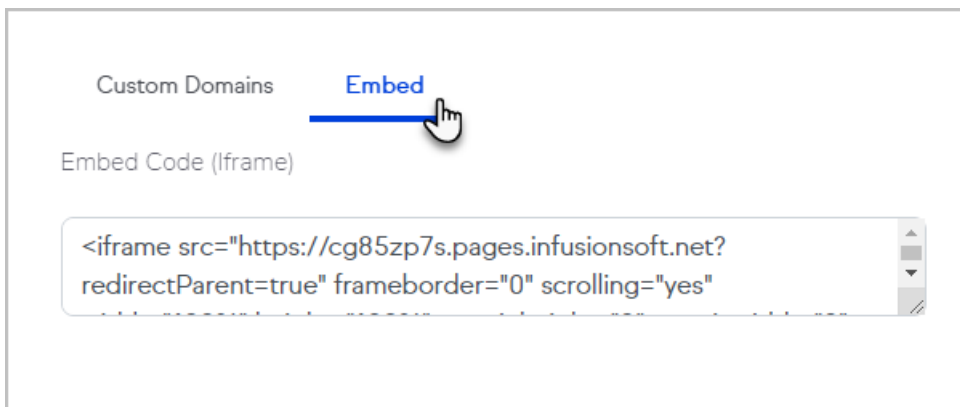 Custom Domains Embed
Embed Code (Iframe)
<iframe src="https://cg85zp7s.pages.infusionsoft.net?
redirectParent=true" frameborder="0" scrolling="yes"